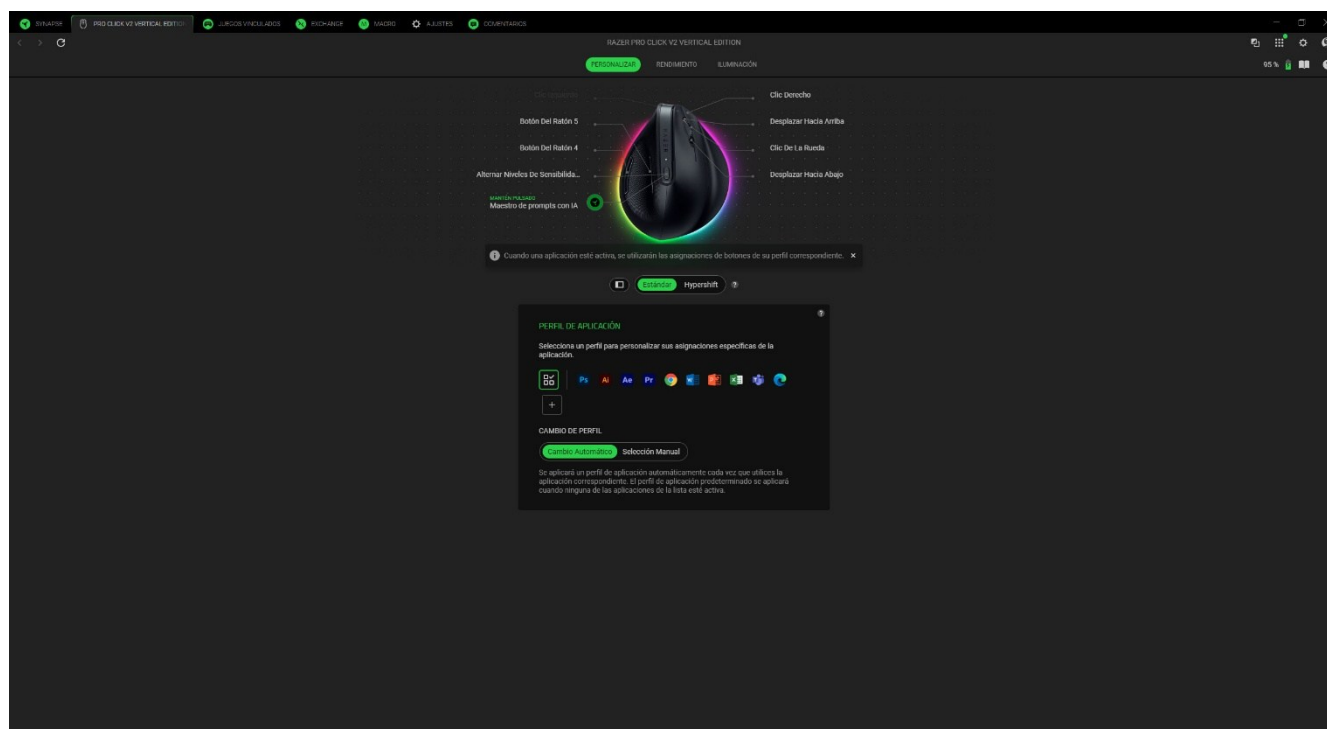 SYNAPSE PRO CLICK V2 VERTICAL EDITIO JUEGOS VINCULADOS EXCHANGE MACRO AJUSTES COMENTARIOS
RAZER PRO CLICK V2 VERTICAL EDITION
PERSONALIZAR RENDIMIENTO ILUMINACIÓN
95 %
Clic Derecho
Botón Del Ratón 5
Desplazar Hacia Arriba
Botón Del Ratón 4
Clic De La Rueda
Alternar Niveles De Sensibilida...
Desplazar Hacia Abajo
MANTÉN PULSADO
Maestro de prompts con IA
Cuando una aplicación esté activa, se utilizarán las asignaciones de botones de su perfil correspondiente.
Estándar Hypershift
PERFIL DE APLICACIÓN
Selecciona un perfil para personalizar sus asignaciones específicas de la
aplicación.
Ps Ai Ae Pr
CAMBIO DE PERFIL
Cambio Automático Selección Manual
Se aplicará un perfil de aplicación automáticamente cada vez que utilices la
aplicación correspondiente. El perfil de aplicación predeterminado se aplicará
cuando ninguna de las aplicaciones de la lista esté activa.